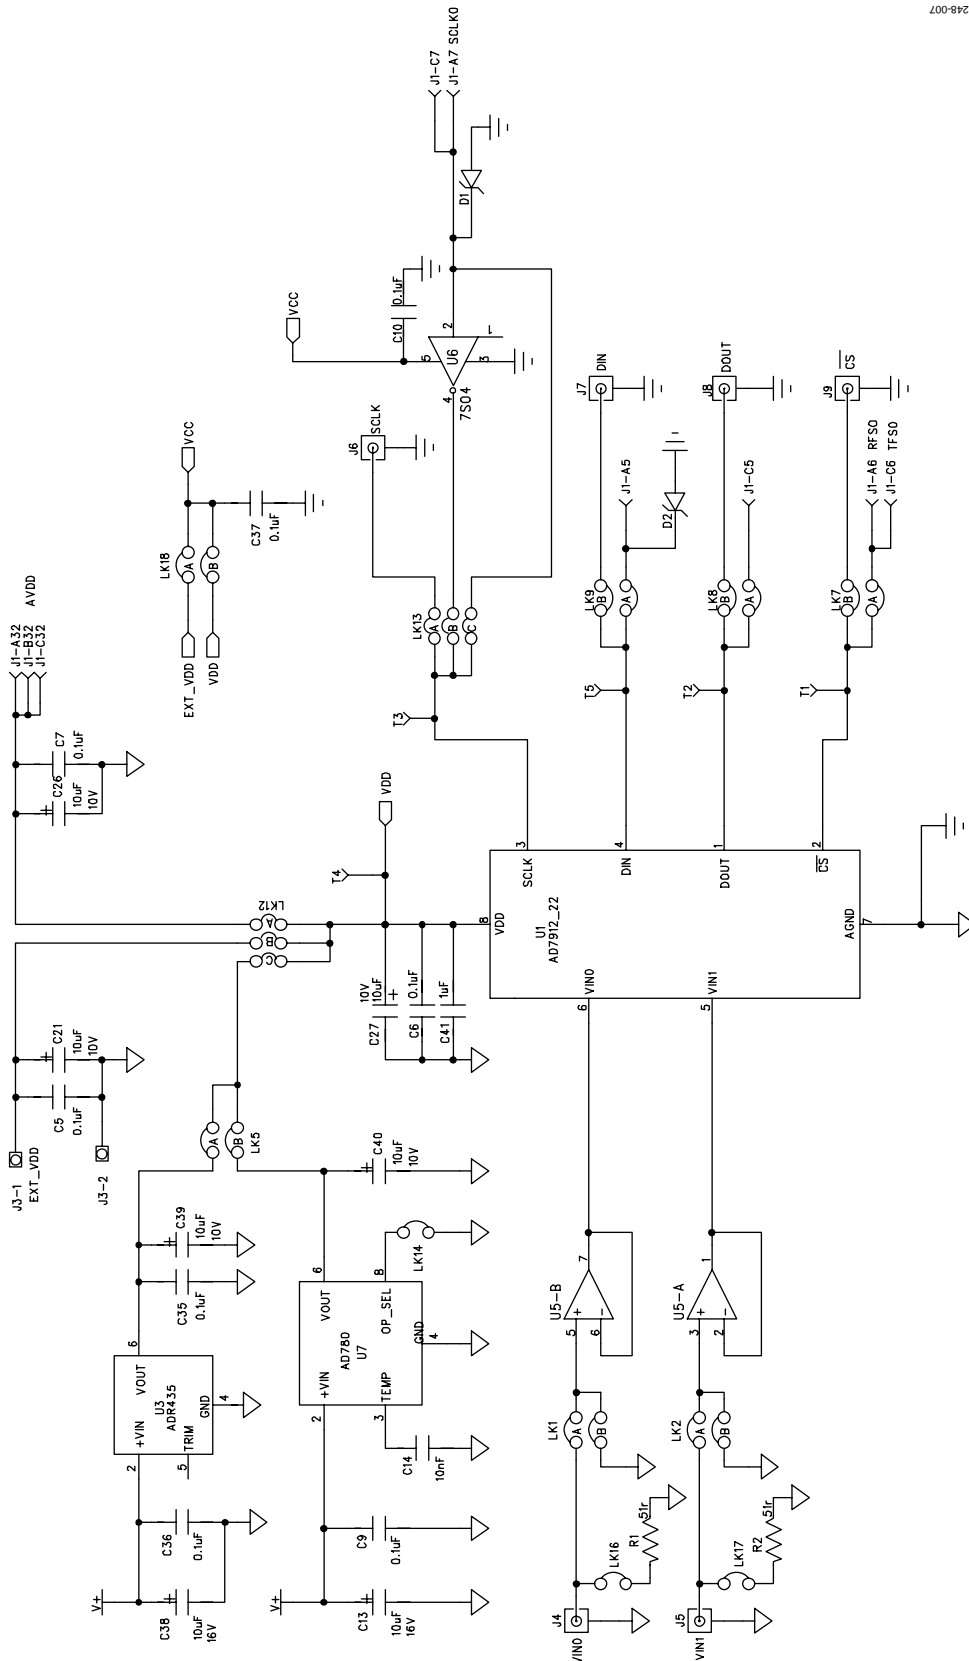 248-007
J1-C7
J1-A7 SCLK0
D1
VCC
0.1uF
C10
2
1
5
U6
3
4
7S04
J6
SCLK
J7
DIN
J8
DOUT
J9
CS
VCC
LK18
A
B
C37
0.1uF
EXT_VDD
VDD
J1-A32
J1-B32 AVDD
J1-C32
C7
0.1uF
C26
10uF
10V
+
LK13
A
B
C
T3
LK9
B
A
J1-A5
D2
T5
LK8
B
A
J1-C5
T2
LK7
B
A
J1-A6 RFS0
J1-C6 TFS0
T1
VDD
T4
LK12
A
B
C
10V
10uF
+
C27
0.1uF
C6
1uF
C41
8
VDD
3
SCLK
4
DIN
1
DOUT
2
CS
U1
AD7912_22
AGND
7
VIN0
6
VIN1
5
C21
10uF
10V
+
C5
0.1uF
J3-1
EXT_VDD
J3-2
A
B
LK5
C40
10uF
10V
+
C39
10uF
10V
+
C35
0.1uF
LK14
6
VOUT
U3
ADR435
+VIN
2
TRIM
5
GND
4
6
VOUT
8
OP_SEL
AD780
U7
GND
4
+VIN
2
TEMP
3
C14
10nF
C36
0.1uF
V+
C38
10uF
16V
+
C9
0.1uF
V+
C13
10uF
16V
+
U5-B
7
5
+
6
-
U5-A
1
3
+
2
-
LK1
A
B
LK2
A
B
LK16
R1
51r
LK17
R2
51r
J4
VIN0
J5
VIN1